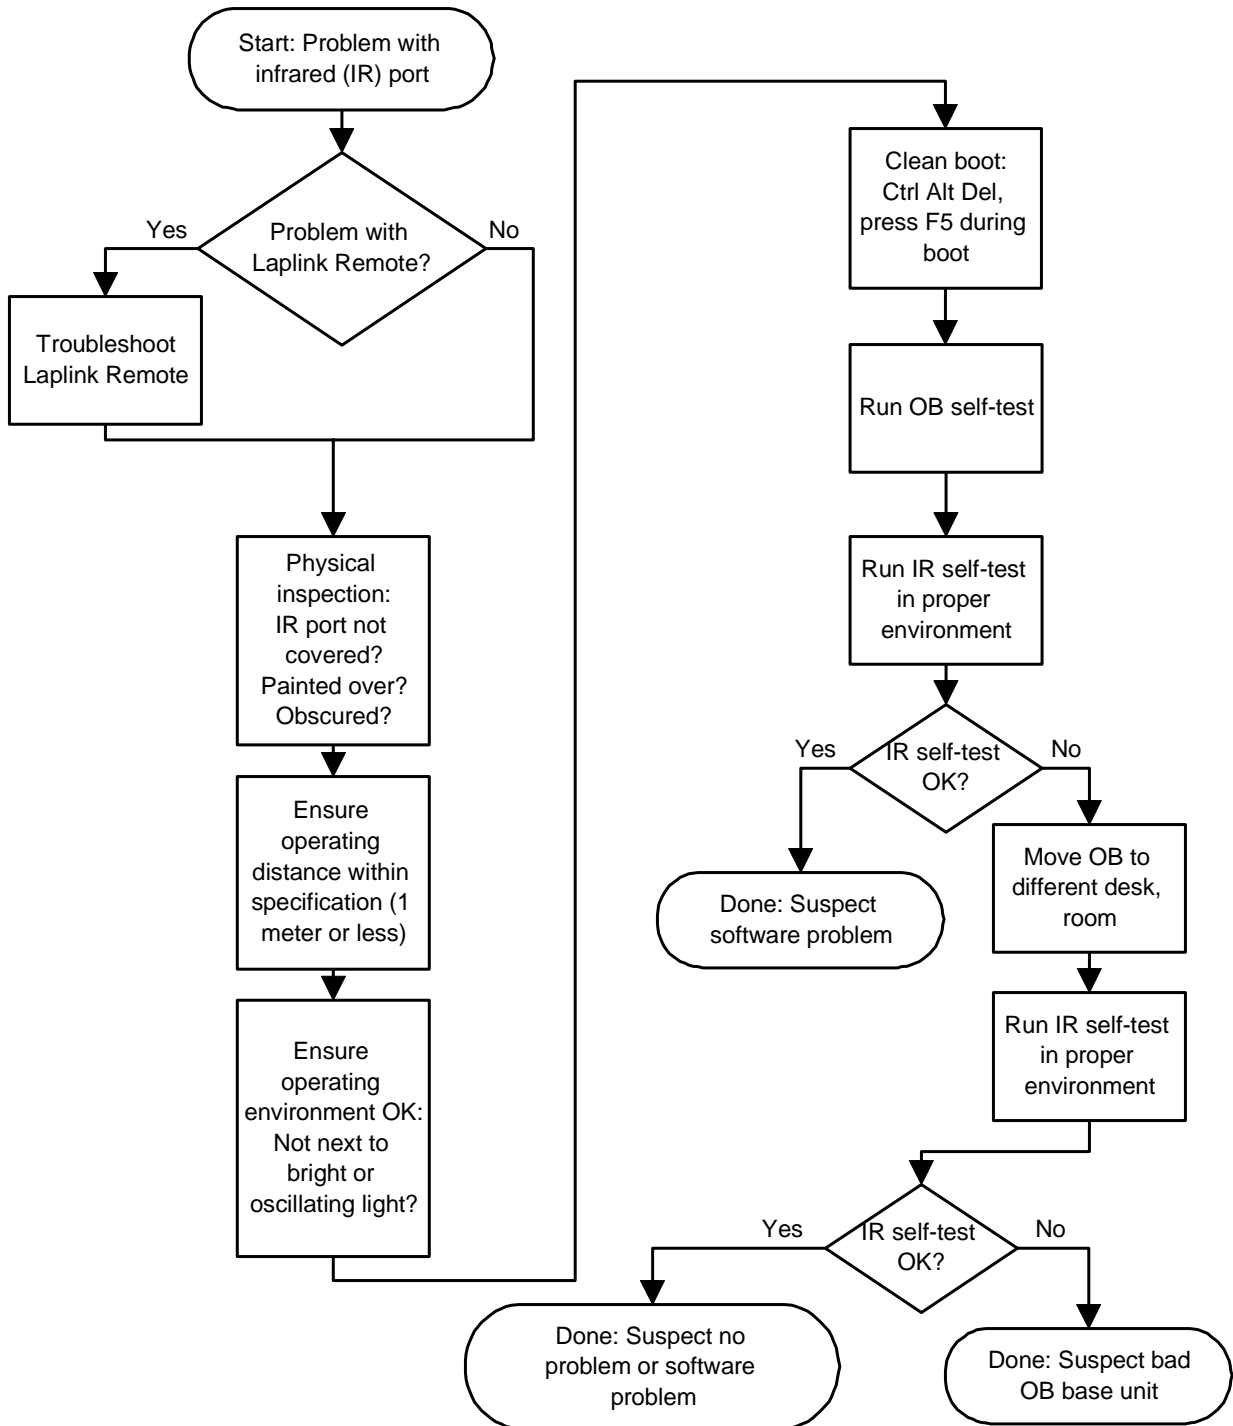 Start: Problem with
infrared (IR) port
Problem with
Laplink Remote?
Yes
No
Troubleshoot
Laplink Remote
Physical
inspection:
IR port not
covered?
Painted over?
Obscured?
Ensure
operating
distance within
specification (1
meter or less)
Ensure
operating
environment OK:
Not next to
bright or
oscillating light?
Clean boot:
Ctrl Alt Del,
press F5 during
boot
Run OB self-test
Run IR self-test
in proper
environment
IR self-test
OK?
Yes
No
Done: Suspect
software problem
Move OB to
different desk,
room
Run IR self-test
in proper
environment
IR self-test
OK?
Yes
No
Done: Suspect no
problem or software
problem
Done: Suspect bad
OB base unit